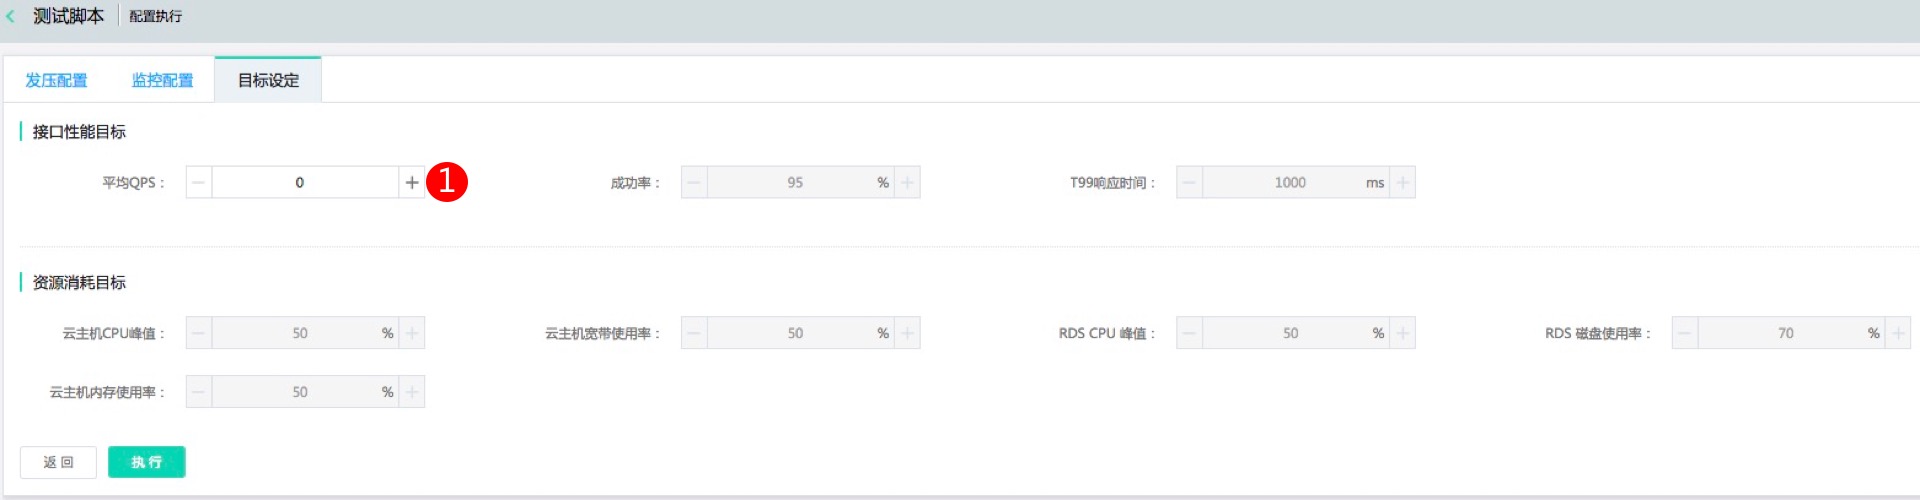 测试脚本 配置执行
发压配置 监控配置 目标设定
接口性能目标
平均QPS： 0 1 成功率： 95 % T99响应时间： 1000 ms
资源消耗目标
云主机CPU峰值： 50 % 云主机宽带使用率： 50 % RDS CPU 峰值： 50 % RDS 磁盘使用率： 70 %
云主机内存使用率： 50 %
返回 执行